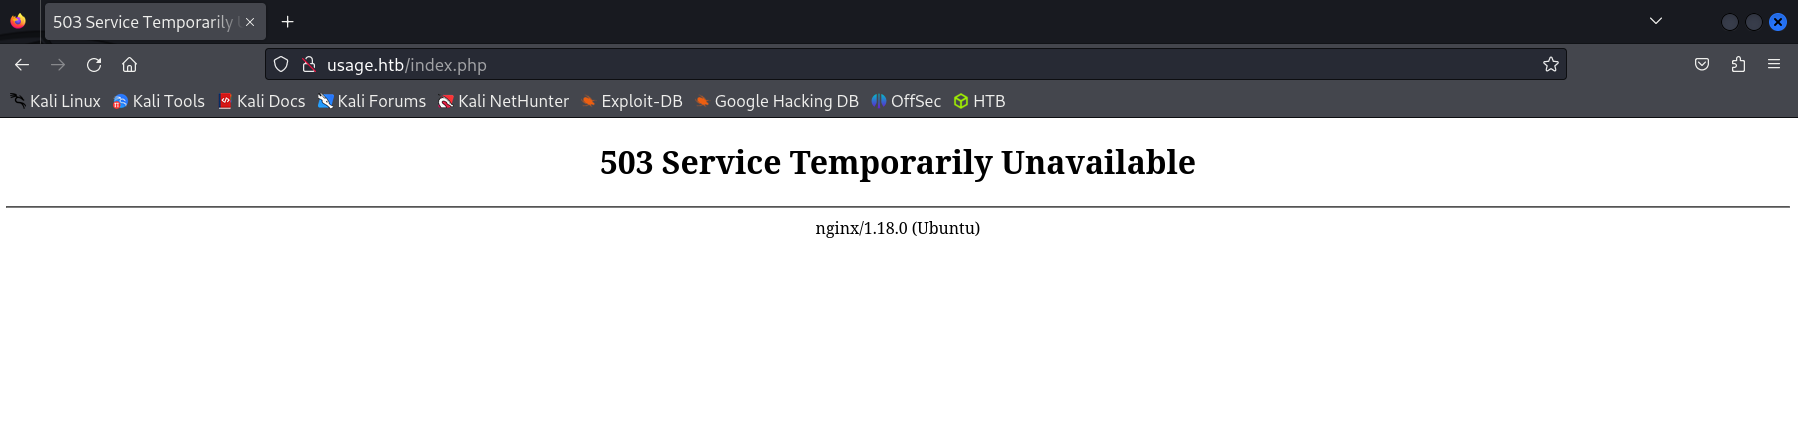 503 Service Temporarily
usage.htb/index.php
Kali Linux Kali Tools Kali Docs Kali Forums Kali NetHunter Exploit-DB Google Hacking DB OffSec HTB
503 Service Temporarily Unavailable
nginx/1.18.0 (Ubuntu)